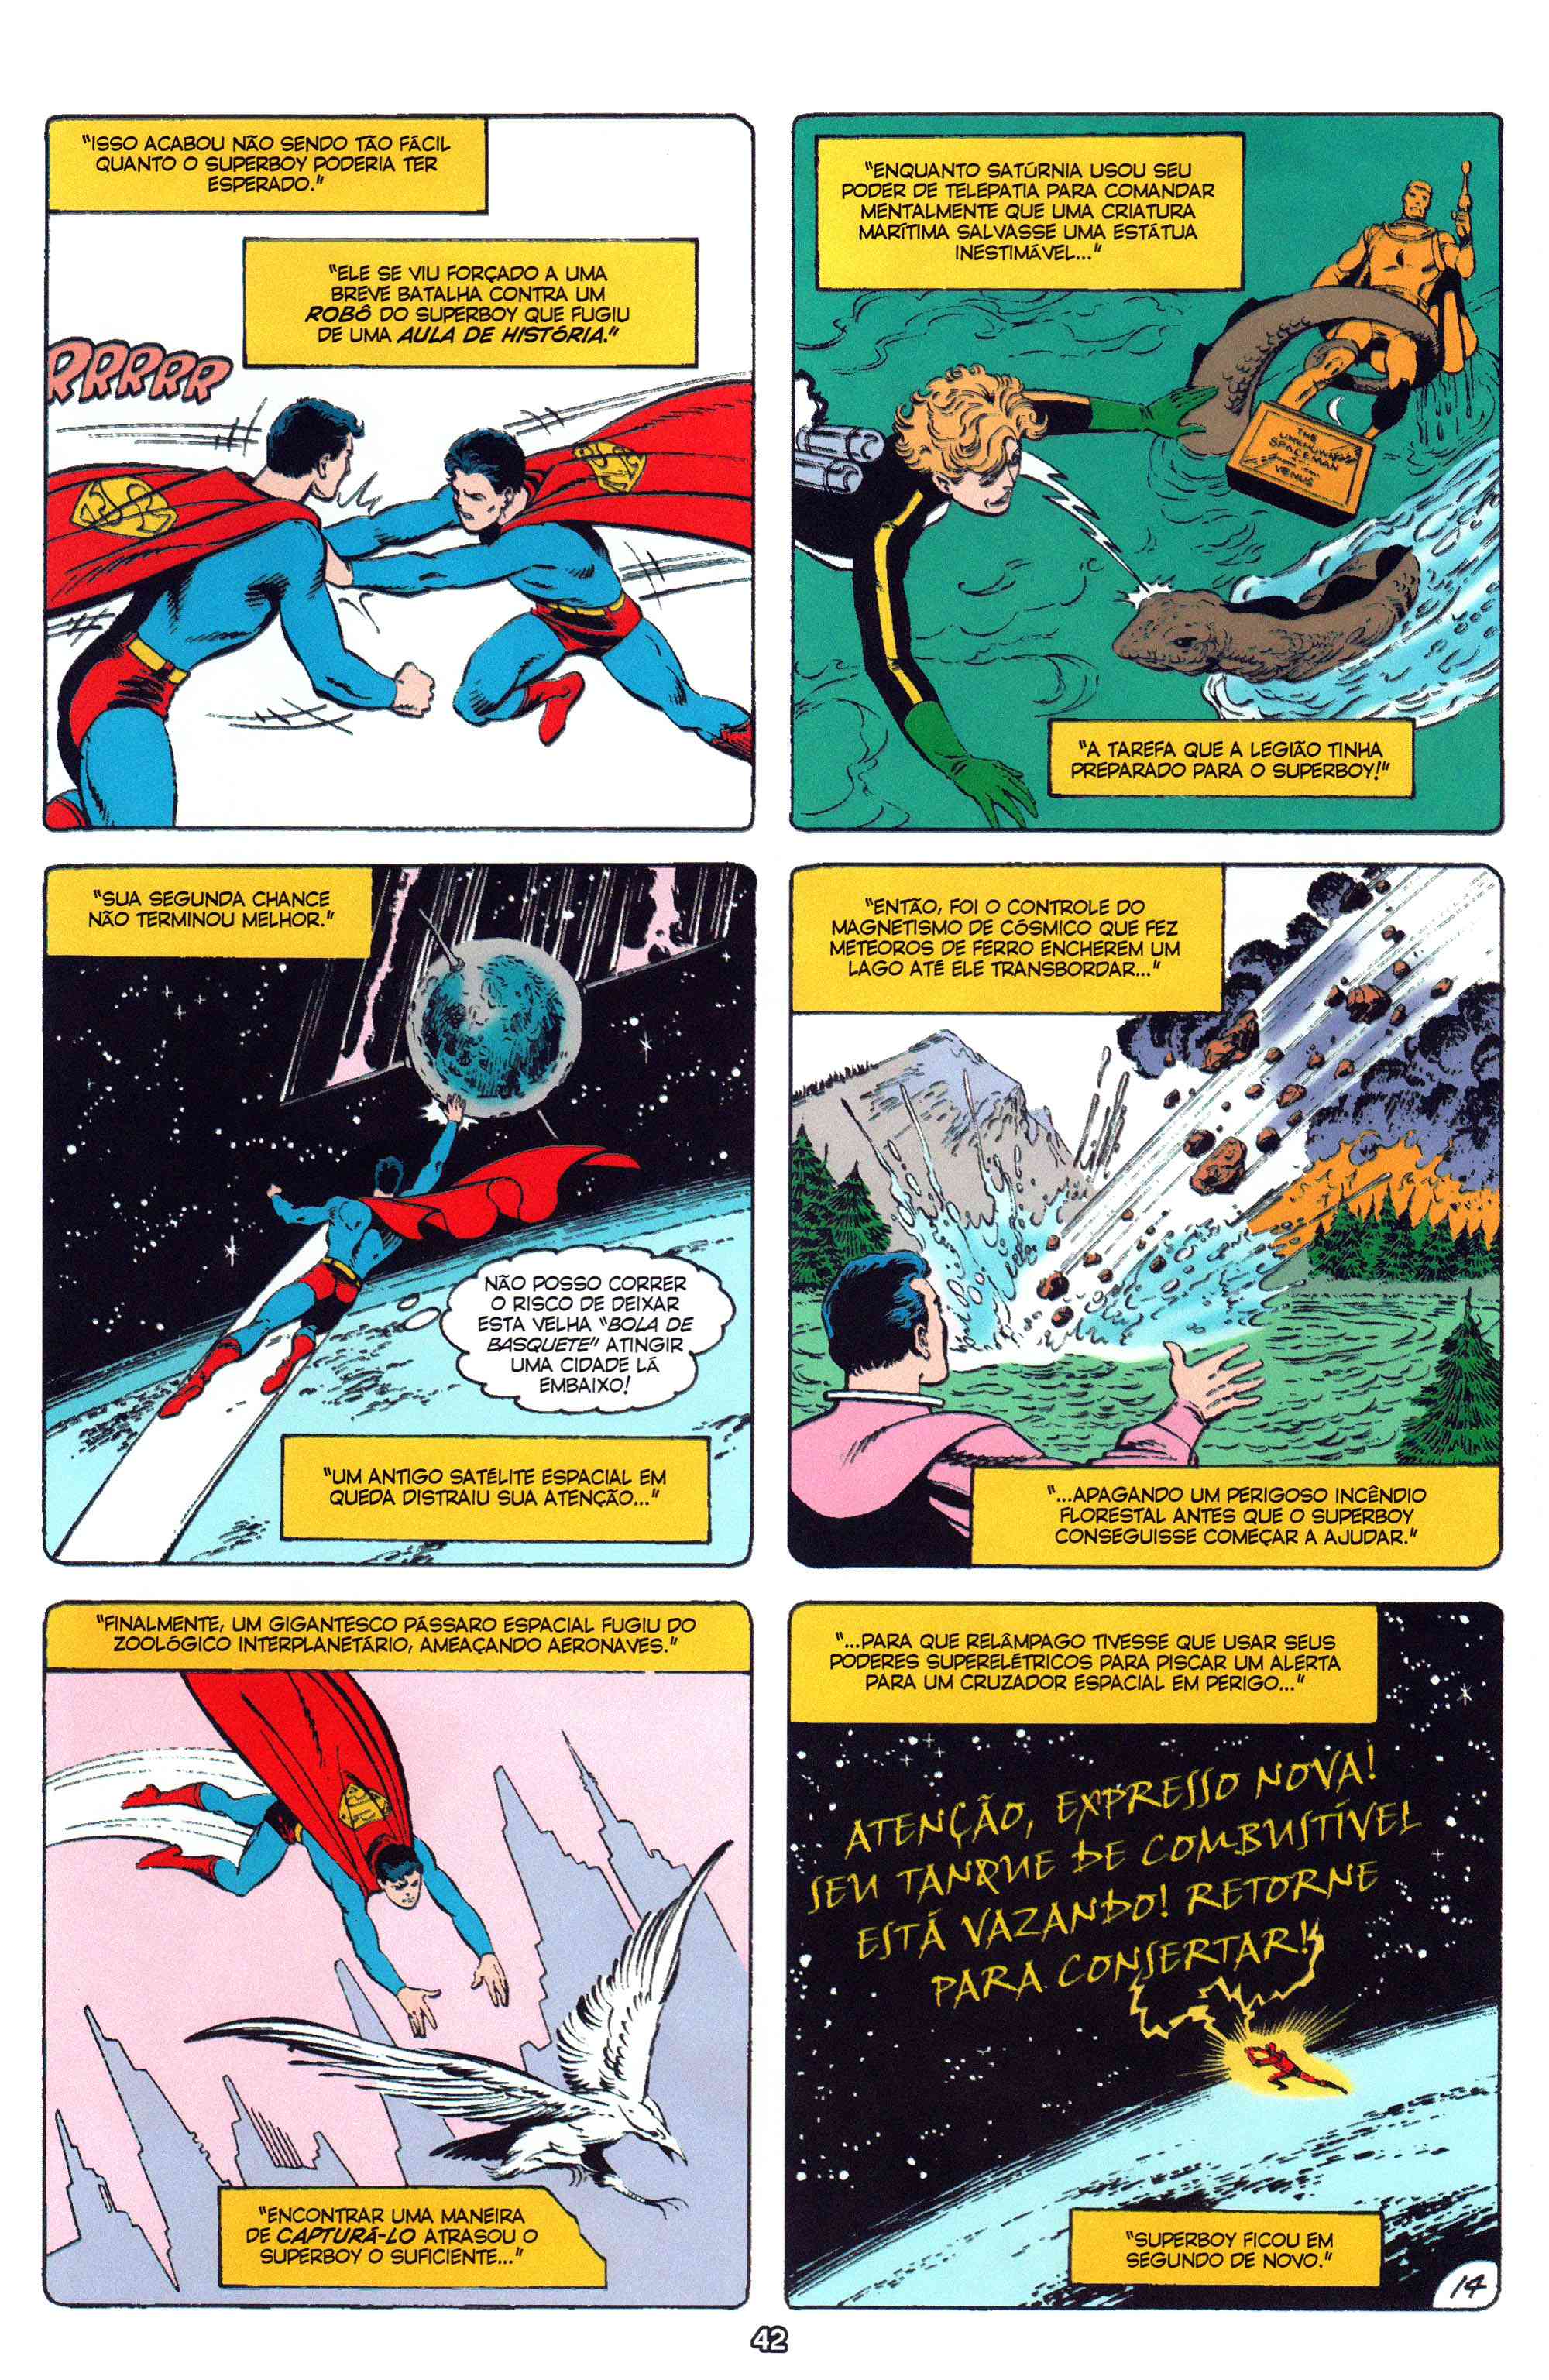 "ISSO ACABOU NÃO SENDO TÃO FÁCIL
QUANTO O SUPERBOY PODERIA TER
ESPERADO."
"ELE SE VIU FORÇADO A UMA
BREVE BATALHA CONTRA UM
ROBÔ DO SUPERBOY QUE FUGIU
DE UMA AULA DE HISTÓRIA."
RRRRR
"ENQUANTO SATÚRNIA USOU SEU
PODER DE TELEPATIA PARA COMANDAR
MENTALMENTE QUE UMA CRIATURA
MARÍTIMA SALVASSE UMA ESTÁTUA
INESTIMÁVEL..."
THE
UNKNOWN
SPACEMAN
VENUS
"A TAREFA QUE A LEGIÃO TINHA
PREPARADO PARA O SUPERBOY!"
"SUA SEGUNDA CHANCE
NÃO TERMINOU MELHOR."
NÃO POSSO CORRER
O RISCO DE DEIXAR
ESTA VELHA "BOLA DE
BASQUETE" ATINGIR
UMA CIDADE LÁ
EMBAIXO!
"UM ANTIGO SATÉLITE ESPACIAL EM
QUEDA DISTRAIU SUA ATENÇÃO..."
"ENTÃO, FOI O CONTROLE DO
MAGNETISMO DE CÓSMICO QUE FEZ
METEOROS DE FERRO ENCHEREM UM
LAGO ATÉ ELE TRANSBORDAR..."
"...APAGANDO UM PERIGOSO INCÊNDIO
FLORESTAL ANTES QUE O SUPERBOY
CONSEGUISSE COMEÇAR A AJUDAR."
"FINALMENTE, UM GIGANTESCO PÁSSARO ESPACIAL FUGIU DO
ZOOLÓGICO INTERPLANETÁRIO, AMEAÇANDO AERONAVES."
"ENCONTRAR UMA MANEIRA
DE CAPTURÁ-LO ATRASOU O
SUPERBOY O SUFICIENTE..."
"...PARA QUE RELÂMPAGO TIVESSE QUE USAR SEUS
PODERES SUPERELÉTRICOS PARA PISCAR UM ALERTA
PARA UM CRUZADOR ESPACIAL EM PERIGO..."
ATENÇÃO, EXPRESSO NOVA!
SEU TANQUE DE COMBUSTÍVEL
ESTÁ VAZANDO! RETORNE
PARA CONSERTAR!
"SUPERBOY FICOU EM
SEGUNDO DE NOVO."
14
42